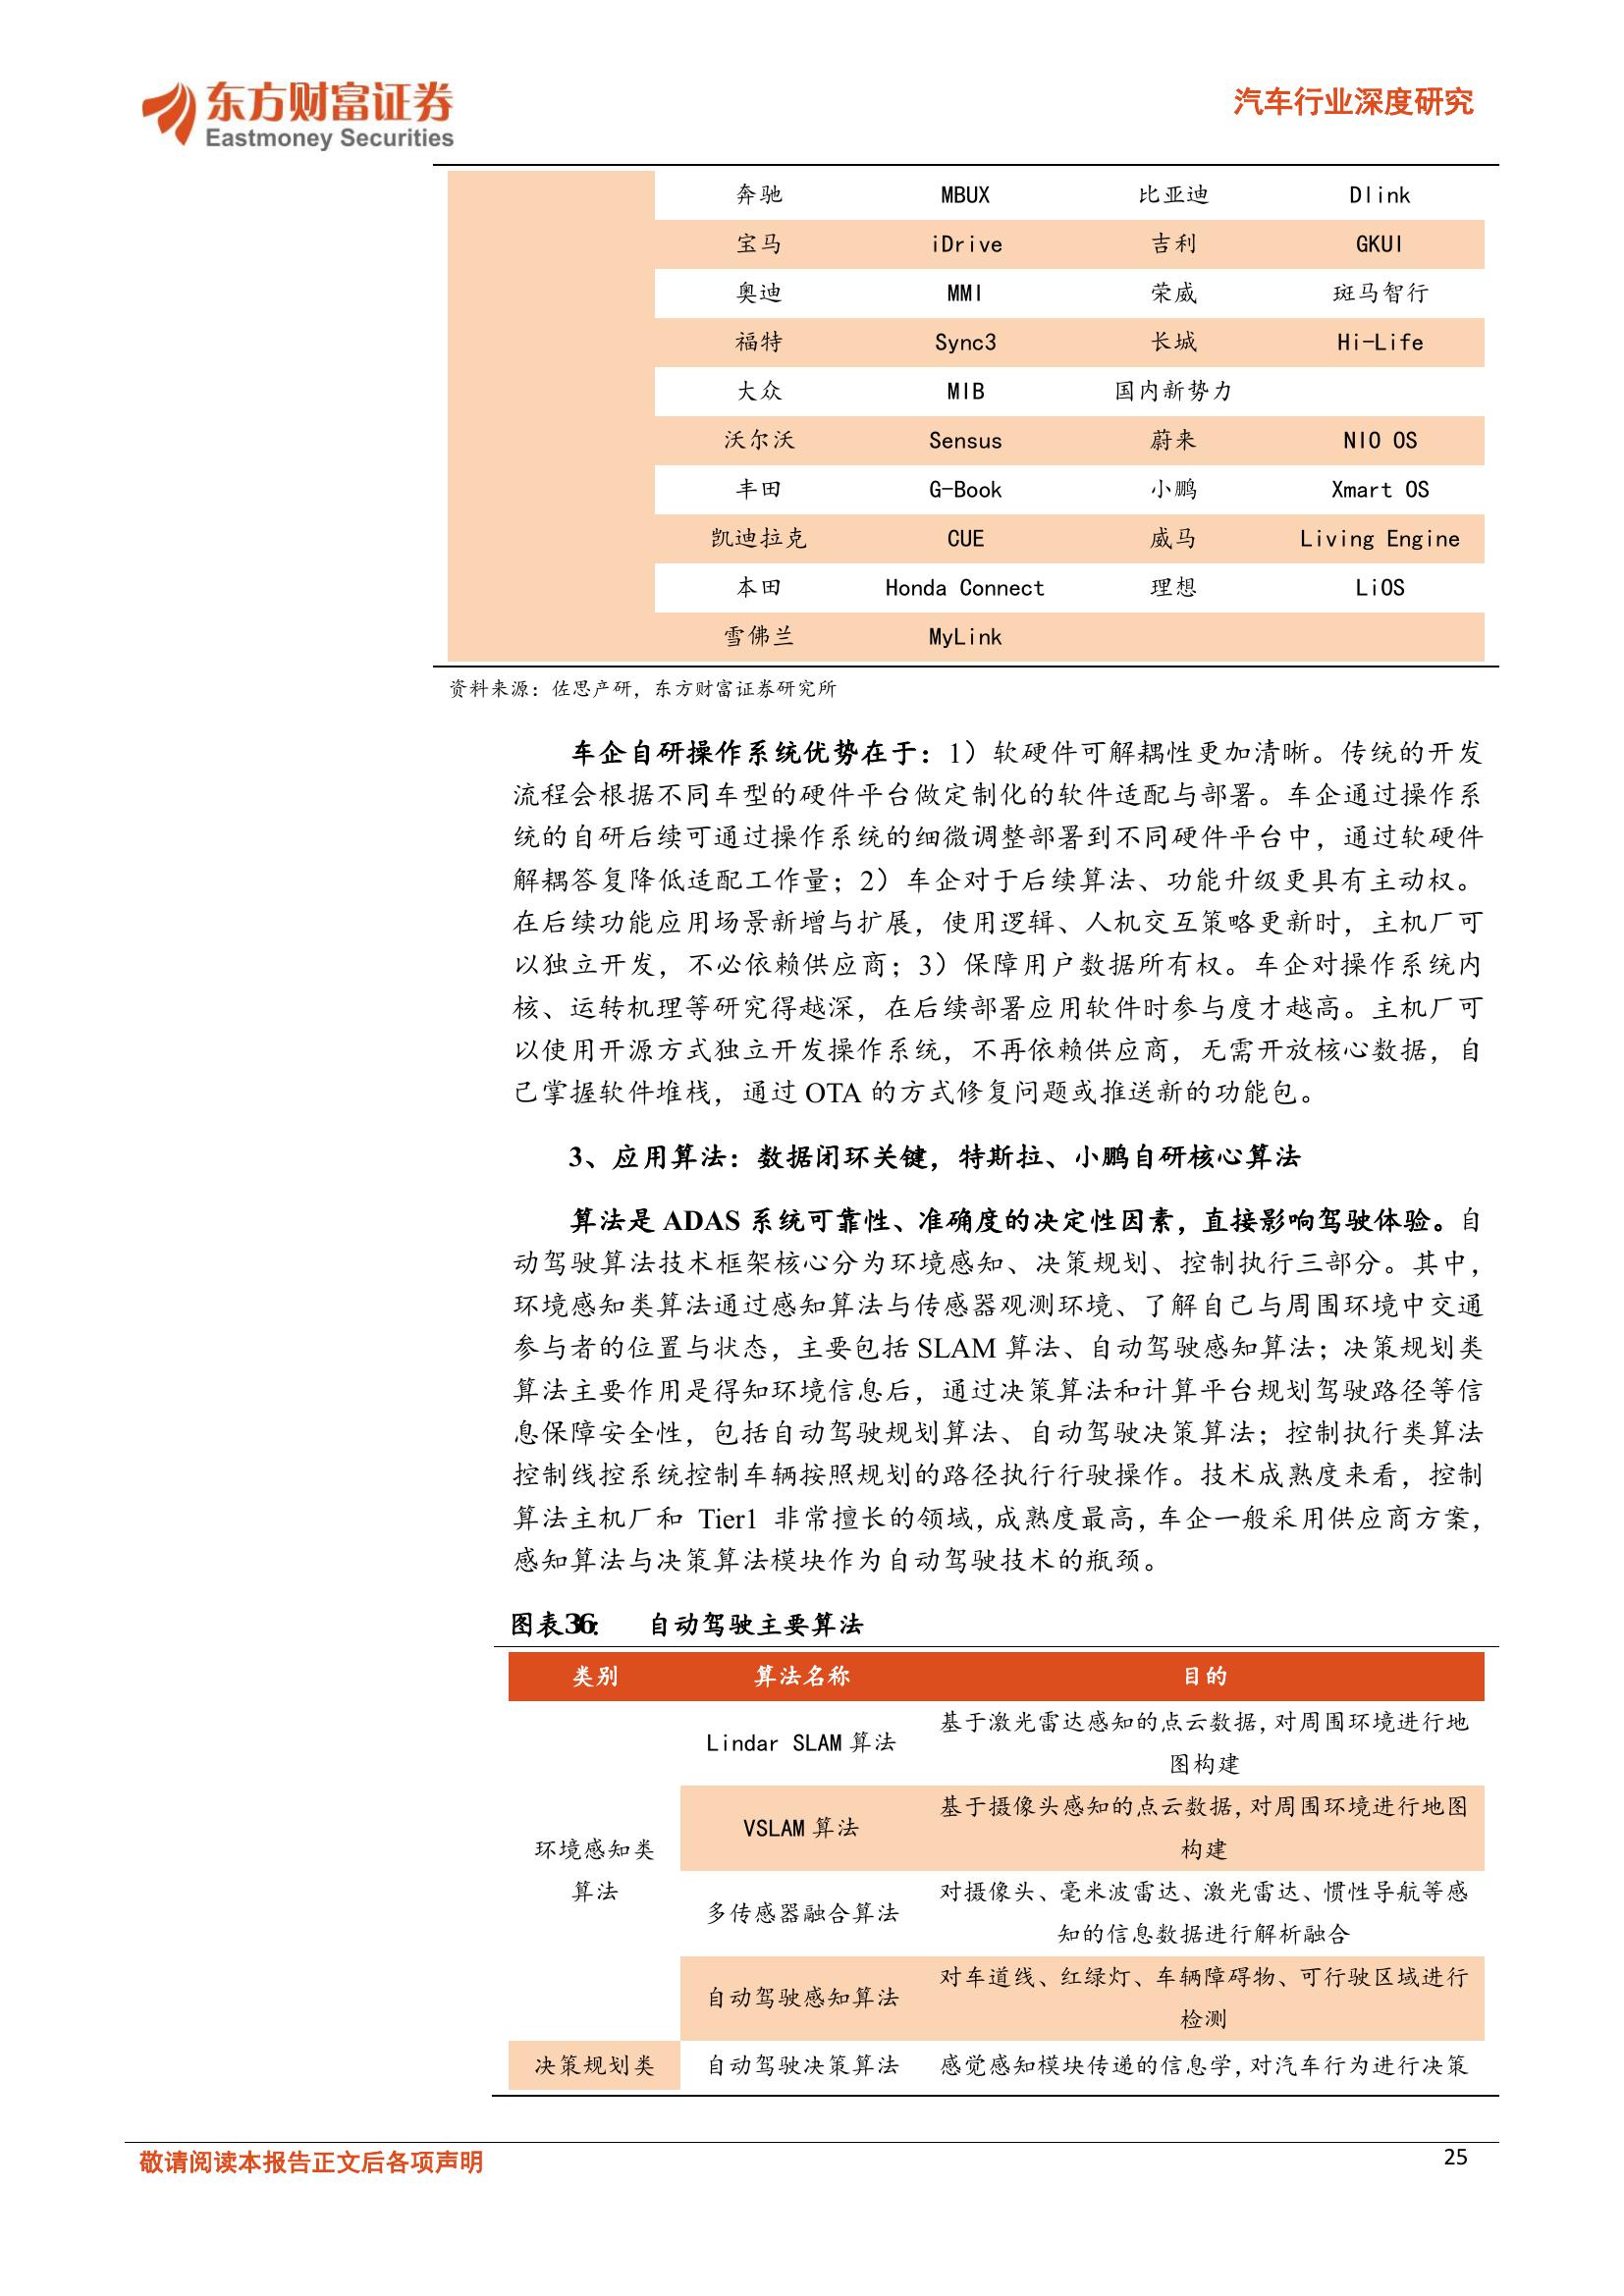 东方财富证券
Eastmoney Securities
汽车行业深度研究
奔驰 MBUX 比亚迪 Dlink
宝马 iDrive 吉利 GKUI
奥迪 MMI 荣威 斑马智行
福特 Sync3 长城 Hi-Life
大众 MIB 国内新势力
沃尔沃 Sensus 蔚来 NIO OS
丰田 G-Book 小鹏 Xmart OS
凯迪拉克 CUE 威马 Living Engine
本田 Honda Connect 理想 LiOS
雪佛兰 MyLink
资料来源：佐思产研，东方财富证券研究所
车企自研操作系统优势在于：1）软硬件可解耦性更加清晰。传统的开发
流程会根据不同车型的硬件平台做定制化的软件适配与部署。车企通过操作系
统的自研后续可通过操作系统的细微调整部署到不同硬件平台中，通过软硬件
解耦答复降低适配工作量；2）车企对于后续算法、功能升级更具有主动权。
在后续功能应用场景新增与扩展，使用逻辑、人机交互策略更新时，主机厂可
以独立开发，不必依赖供应商；3）保障用户数据所有权。车企对操作系统内
核、运转机理等研究得越深，在后续部署应用软件时参与度才越高。主机厂可
以使用开源方式独立开发操作系统，不再依赖供应商，无需开放核心数据，自
己掌握软件堆栈，通过 OTA 的方式修复问题或推送新的功能包。
3、应用算法：数据闭环关键，特斯拉、小鹏自研核心算法
算法是 ADAS 系统可靠性、准确度的决定性因素，直接影响驾驶体验。自
动驾驶算法技术框架核心分为环境感知、决策规划、控制执行三部分。其中，
环境感知类算法通过感知算法与传感器观测环境、了解自己与周围环境中交通
参与者的位置与状态，主要包括 SLAM 算法、自动驾驶感知算法；决策规划类
算法主要作用是得知环境信息后，通过决策算法和计算平台规划驾驶路径等信
息保障安全性，包括自动驾驶规划算法、自动驾驶决策算法；控制执行类算法
控制线控系统控制车辆按照规划的路径执行行驶操作。技术成熟度来看，控制
算法主机厂和 Tier1 非常擅长的领域，成熟度最高，车企一般采用供应商方案，
感知算法与决策算法模块作为自动驾驶技术的瓶颈。
图表36： 自动驾驶主要算法
类别 算法名称 目的
Lindar SLAM 算法
基于激光雷达感知的点云数据，对周围环境进行地
图构建
VSLAM 算法
基于摄像头感知的点云数据，对周围环境进行地图
构建
环境感知类
算法
多传感器融合算法
对摄像头、毫米波雷达、激光雷达、惯性导航等感
知的信息数据进行解析融合
自动驾驶感知算法
对车道线、红绿灯、车辆障碍物、可行驶区域进行
检测
决策规划类 自动驾驶决策算法 感觉感知模块传递的信息学，对汽车行为进行决策
敬请阅读本报告正文后各项声明
25